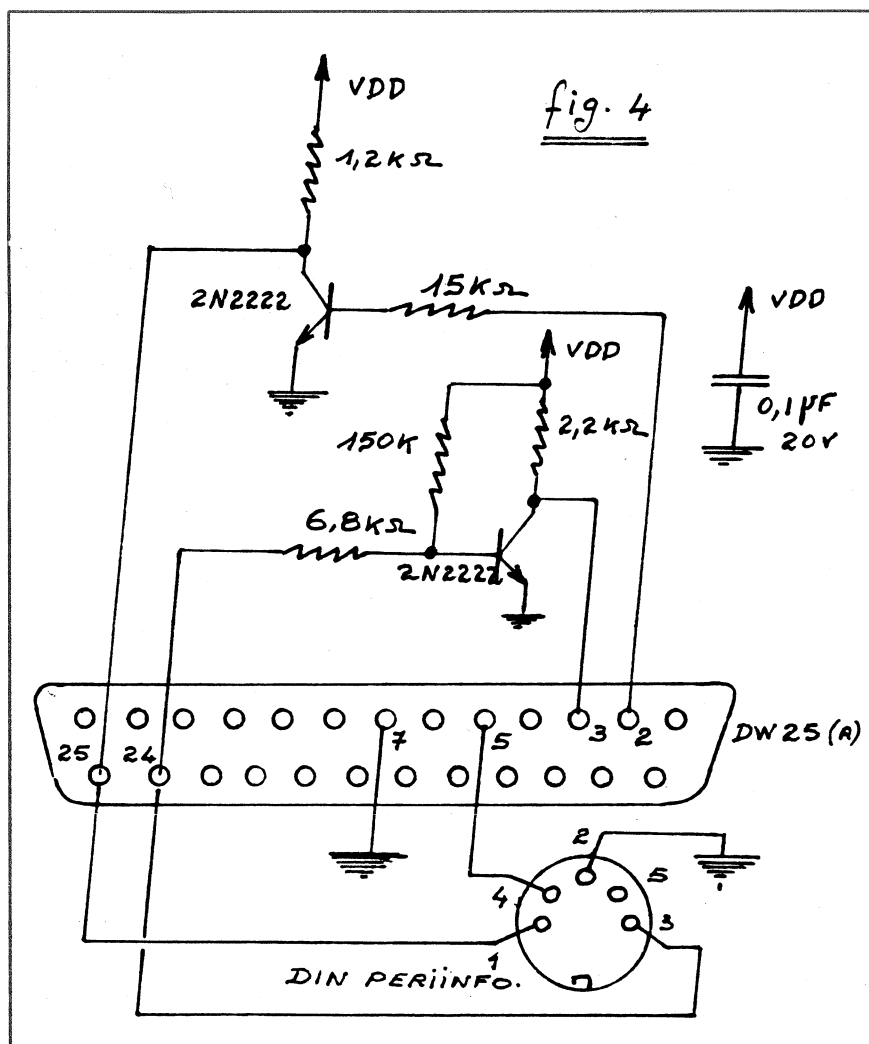 VDD
fig. 4
1,2KΩ
2N2222
15KΩ
VDD
VDD
0,1µF
20V
150K
2,2KΩ
6,8KΩ
2N2222
25
24
7
5
3
2
DW25 (A)
2
4
5
1
3
DIN PERIINFO.